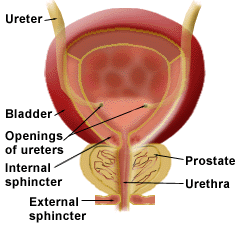 Ureter
Bladder
Openings
of ureters
Internal
sphincter
Prostate
Urethra
External
sphincter